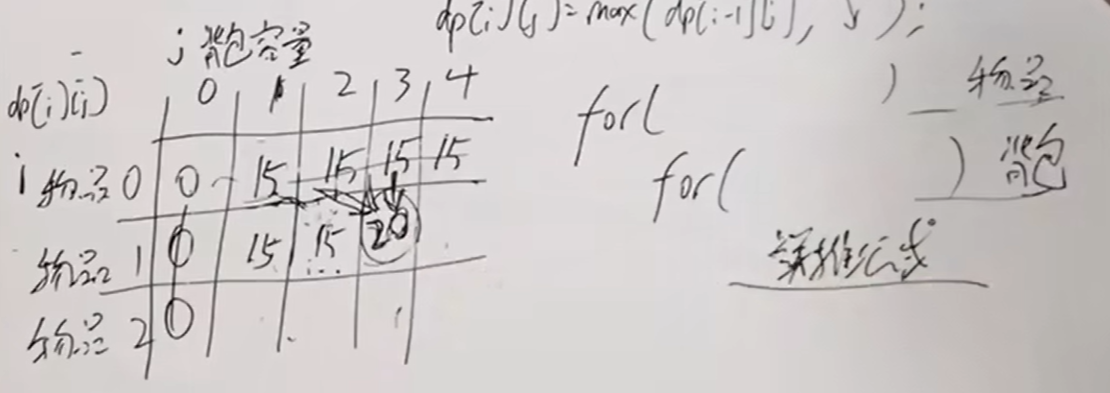 dp[i][j]=max(dp[i-1][j], ↓);
j 背包容量
dp[i][j] 0 1 2 3 4
i 物品0 0 15 15 15 15
物品1 0 15 15 20
物品2 0
for( ) 物品
for( ) 背包
递推公式